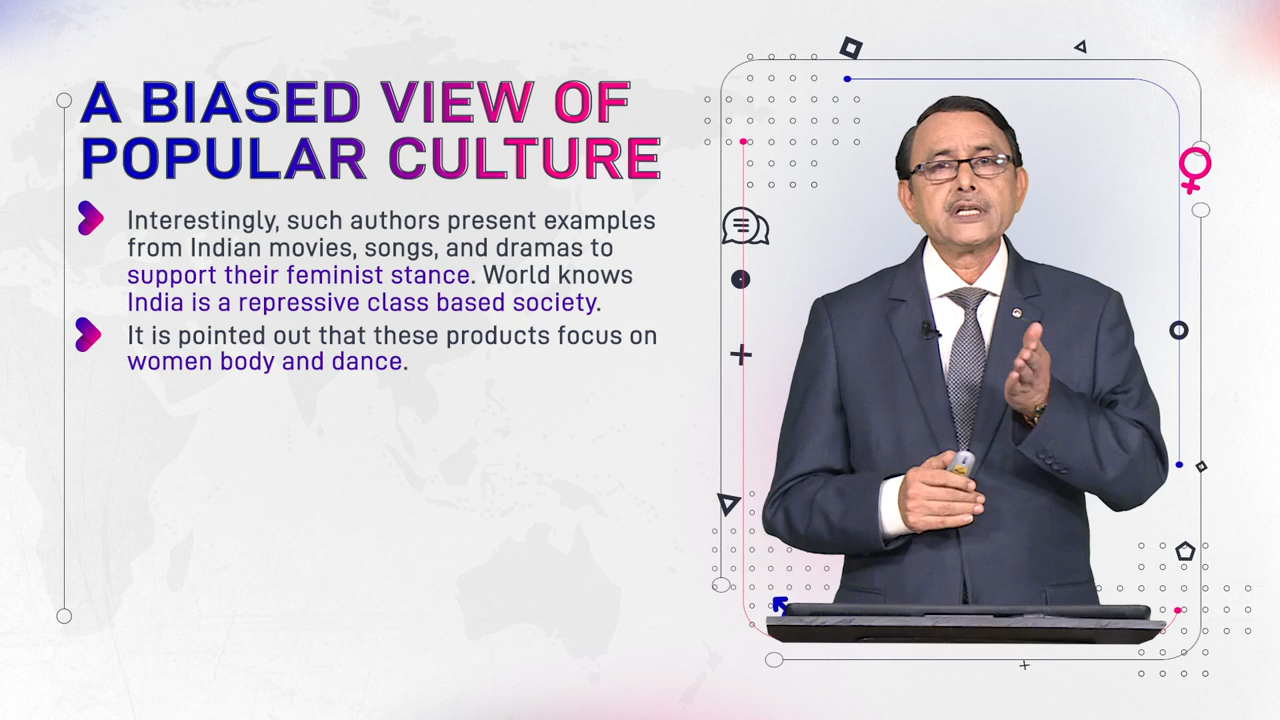 A BIASED VIEW OF
POPULAR CULTURE
Interestingly, such authors present examples
from Indian movies, songs, and dramas to
support their feminist stance. World knows
India is a repressive class based society.
It is pointed out that these products focus on
women body and dance.